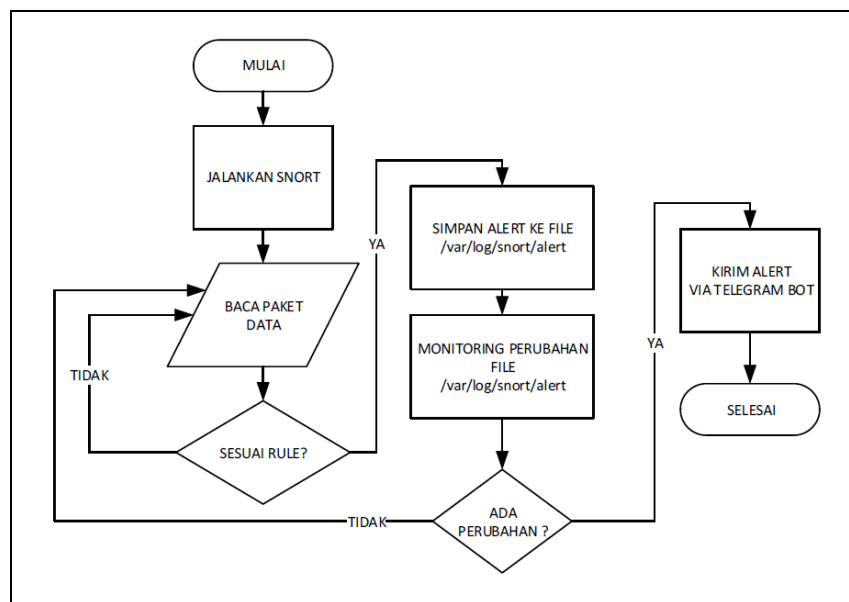 MULAI
JALANKAN SNORT
BACA PAKET
DATA
TIDAK
SESUAI RULE?
YA
SIMPAN ALERT KE FILE
/var/log/snort/alert
MONITORING PERUBAHAN
FILE
/var/log/snort/alert
ADA
PERUBAHAN ?
TIDAK
YA
KIRIM ALERT
VIA TELEGRAM BOT
SELESAI